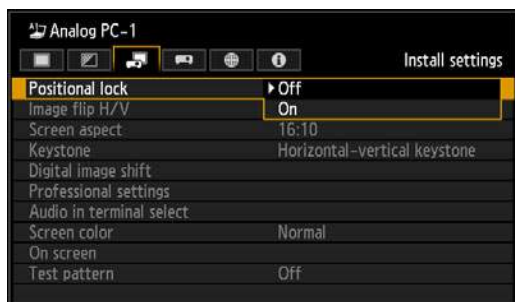 Analog PC-1
Install settings
Positional lock Off
On
Image flip H/V
Screen aspect 16:10
Keystone Horizontal-vertical keystone
Digital image shift
Professional settings
Audio in terminal select
Screen color Normal
On screen
Test pattern Off